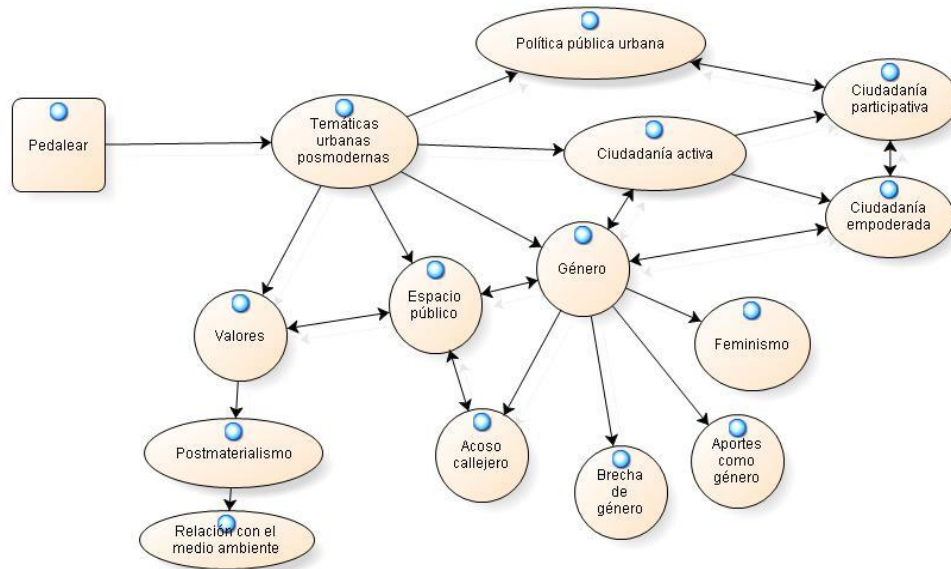 Política pública urbana
Ciudadanía
participativa
Pedalear
Temáticas
urbanas
posmodernas
Ciudadanía activa
Ciudadanía
empoderada
Género
Espacio
público
Valores
Feminismo
Postmaterialismo
Acoso
callejero
Aportes
como
género
Brecha
de
género
Relación con el
medio ambiente